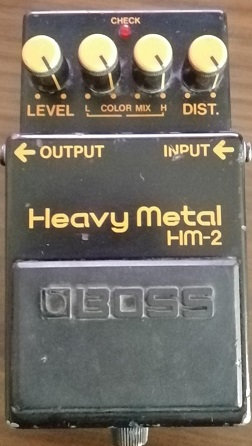 CHECK
LEVEL L COLOR MIX H DIST.
OUTPUT INPUT
Heavy Metal
HM-2
BOSS